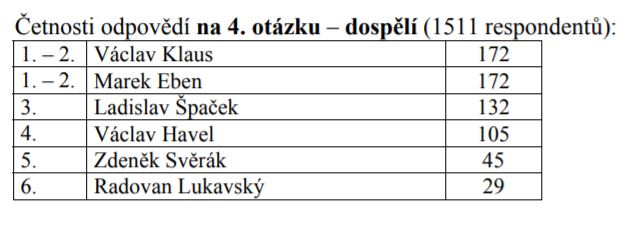 Četnosti odpovědí na 4. otázku – dospělí (1511 respondentů):
1. – 2. Václav Klaus 172
1. – 2. Marek Eben 172
3. Ladislav Špaček 132
4. Václav Havel 105
5. Zdeněk Svěrák 45
6. Radovan Lukavský 29